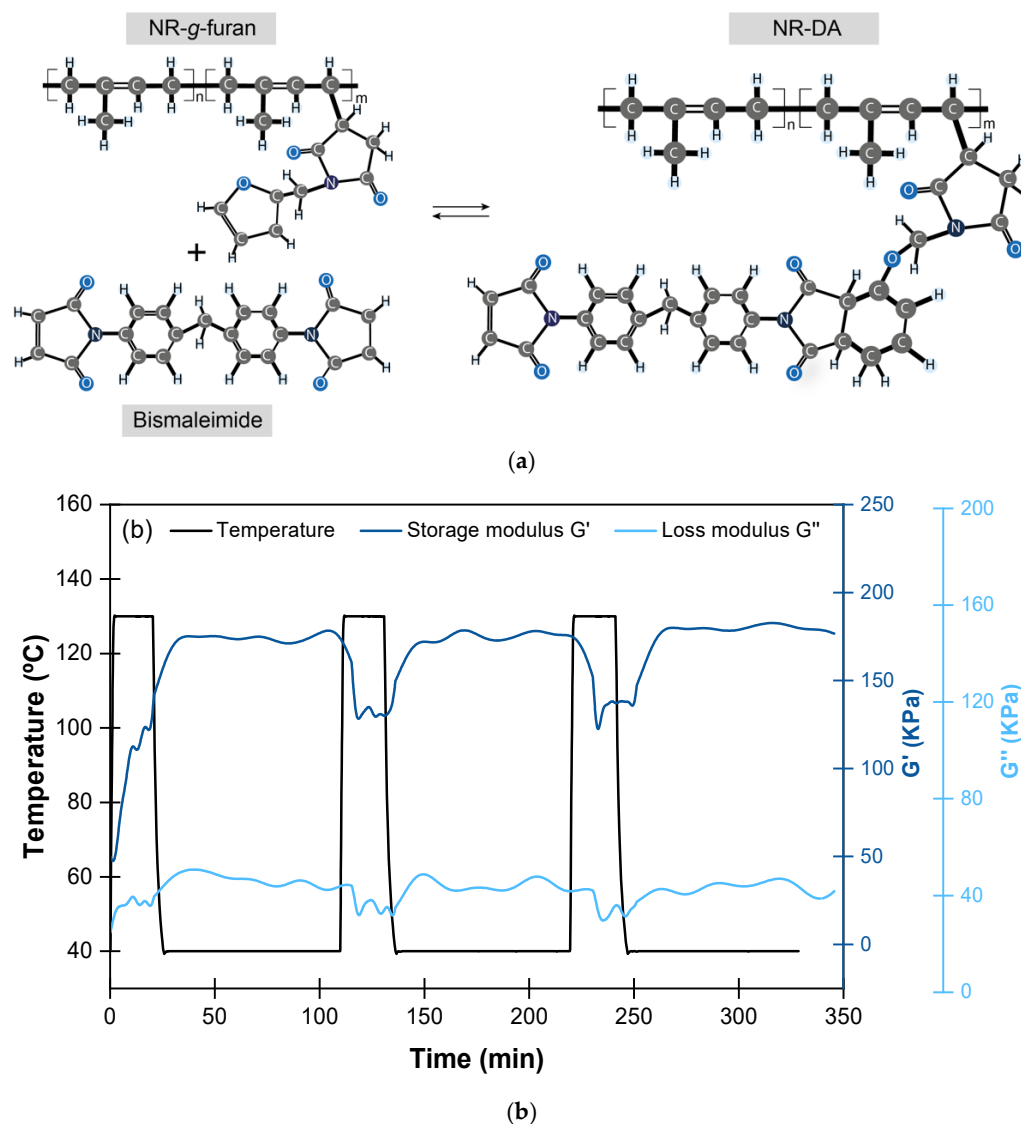 NR-g-furan
NR-DA
n
m
n
m
+
Bismaleimide
(a)
(b)
Temperature
Storage modulus G'
Loss modulus G''
160
140
120
100
80
60
40
Temperature (ºC)
0
50
100
150
200
250
300
350
Time (min)
250
200
150
100
50
0
G' (KPa)
200
160
120
80
40
0
G'' (KPa)
(b)